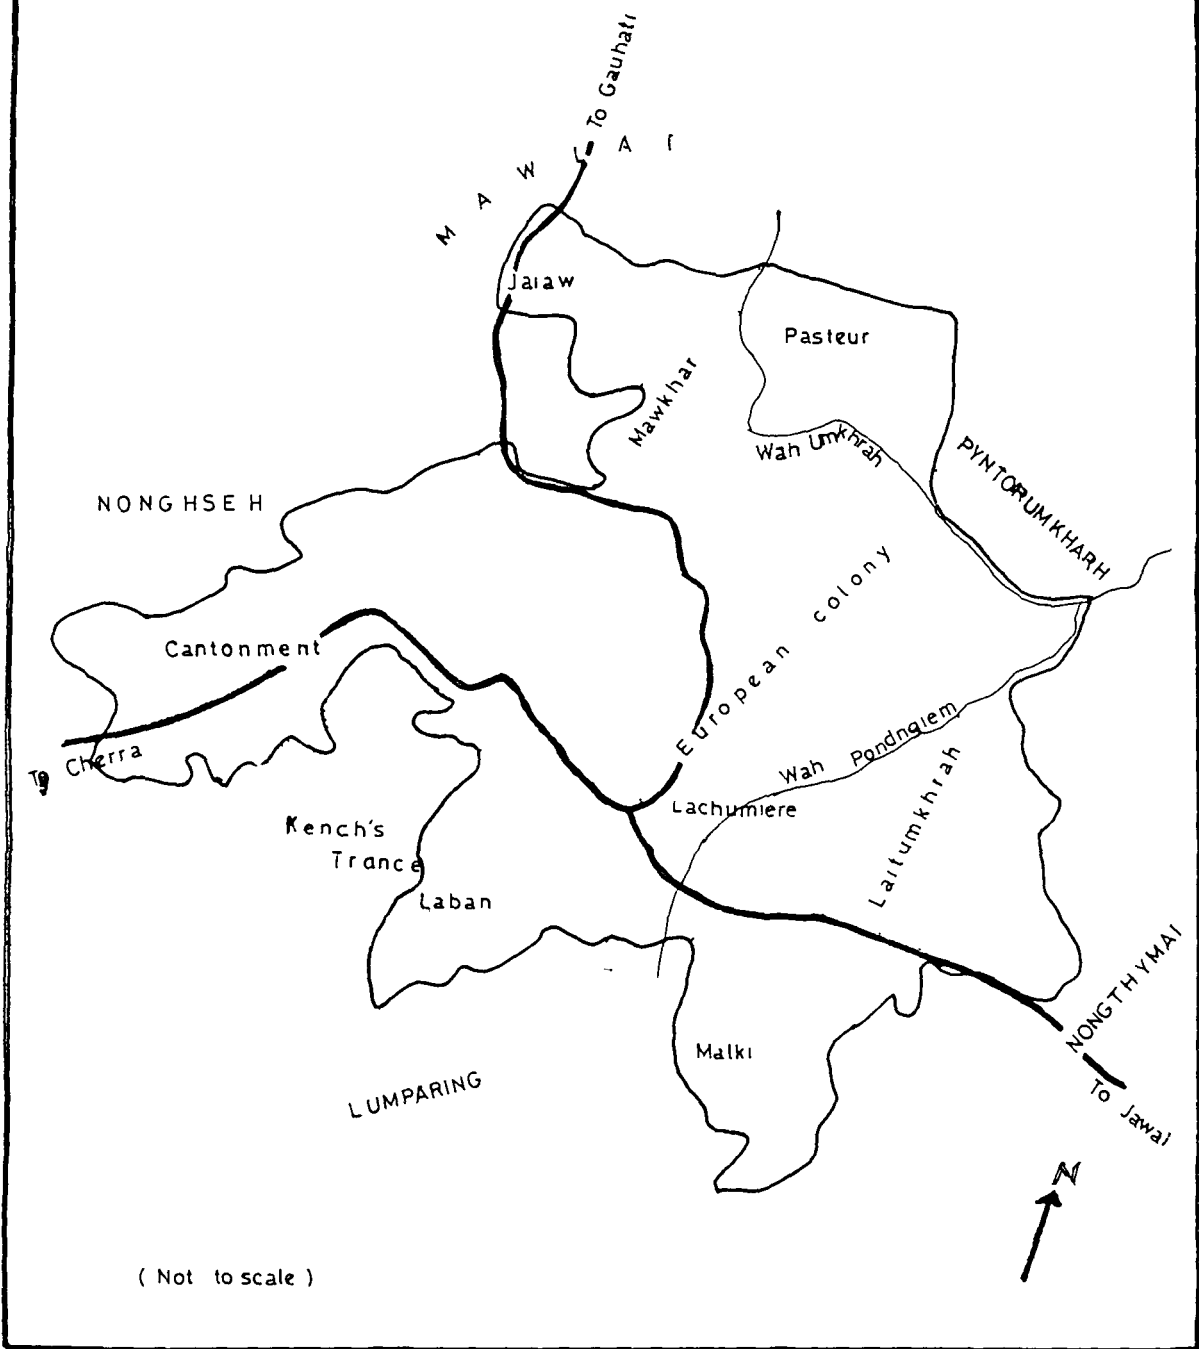 To Gauhati
MAWLAI
Jaiaw
Pasteur
Mawkhar
Wah Umkhrah
PYNTORUMKHARH
NONGHSEH
European colony
Cantonment
To Cherra
Wah Pondngiem
Lachumiere
Laitumkhrah
Kench's
Trance
Laban
NONGTHYMAI
Malki
LUMPARING
To Jawai
N
( Not to scale )